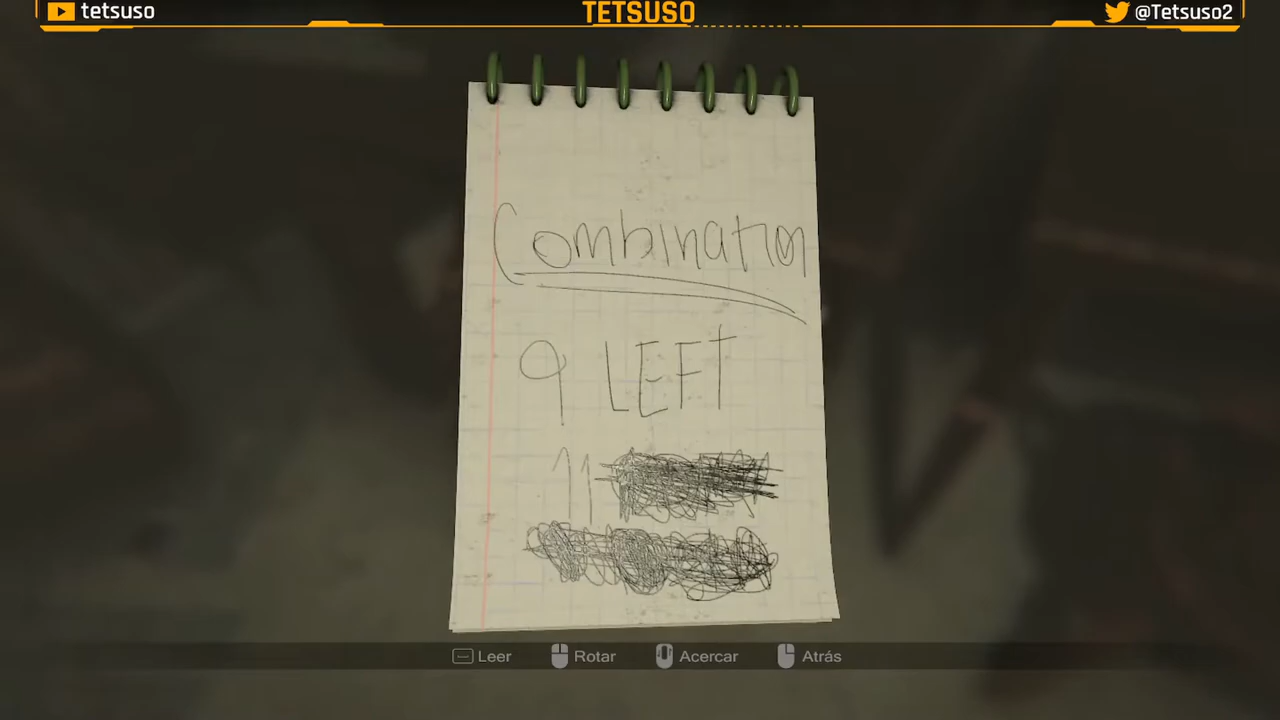 tetsuso
TETSUSO
@Tetsuso2
Combination
9 LEFT
11
Leer Rotar Acercar Atrás